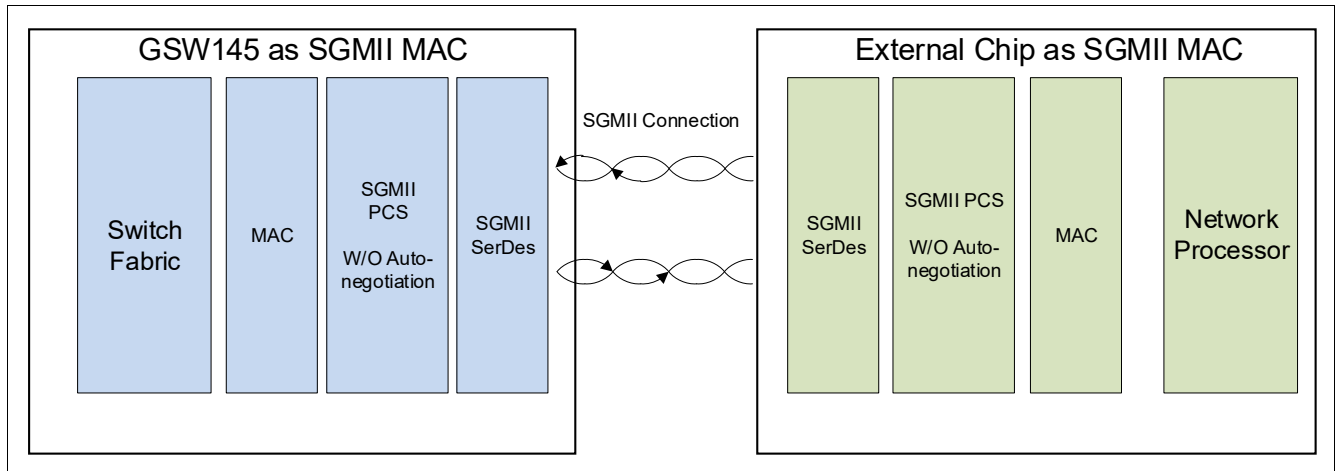 GSW145 as SGMII MAC
Switch
Fabric
MAC
SGMII
PCS
W/O Auto-
negotiation
SGMII
SerDes
SGMII Connection
External Chip as SGMII MAC
SGMII
SerDes
SGMII PCS
W/O Auto-
negotiation
MAC
Network
Processor